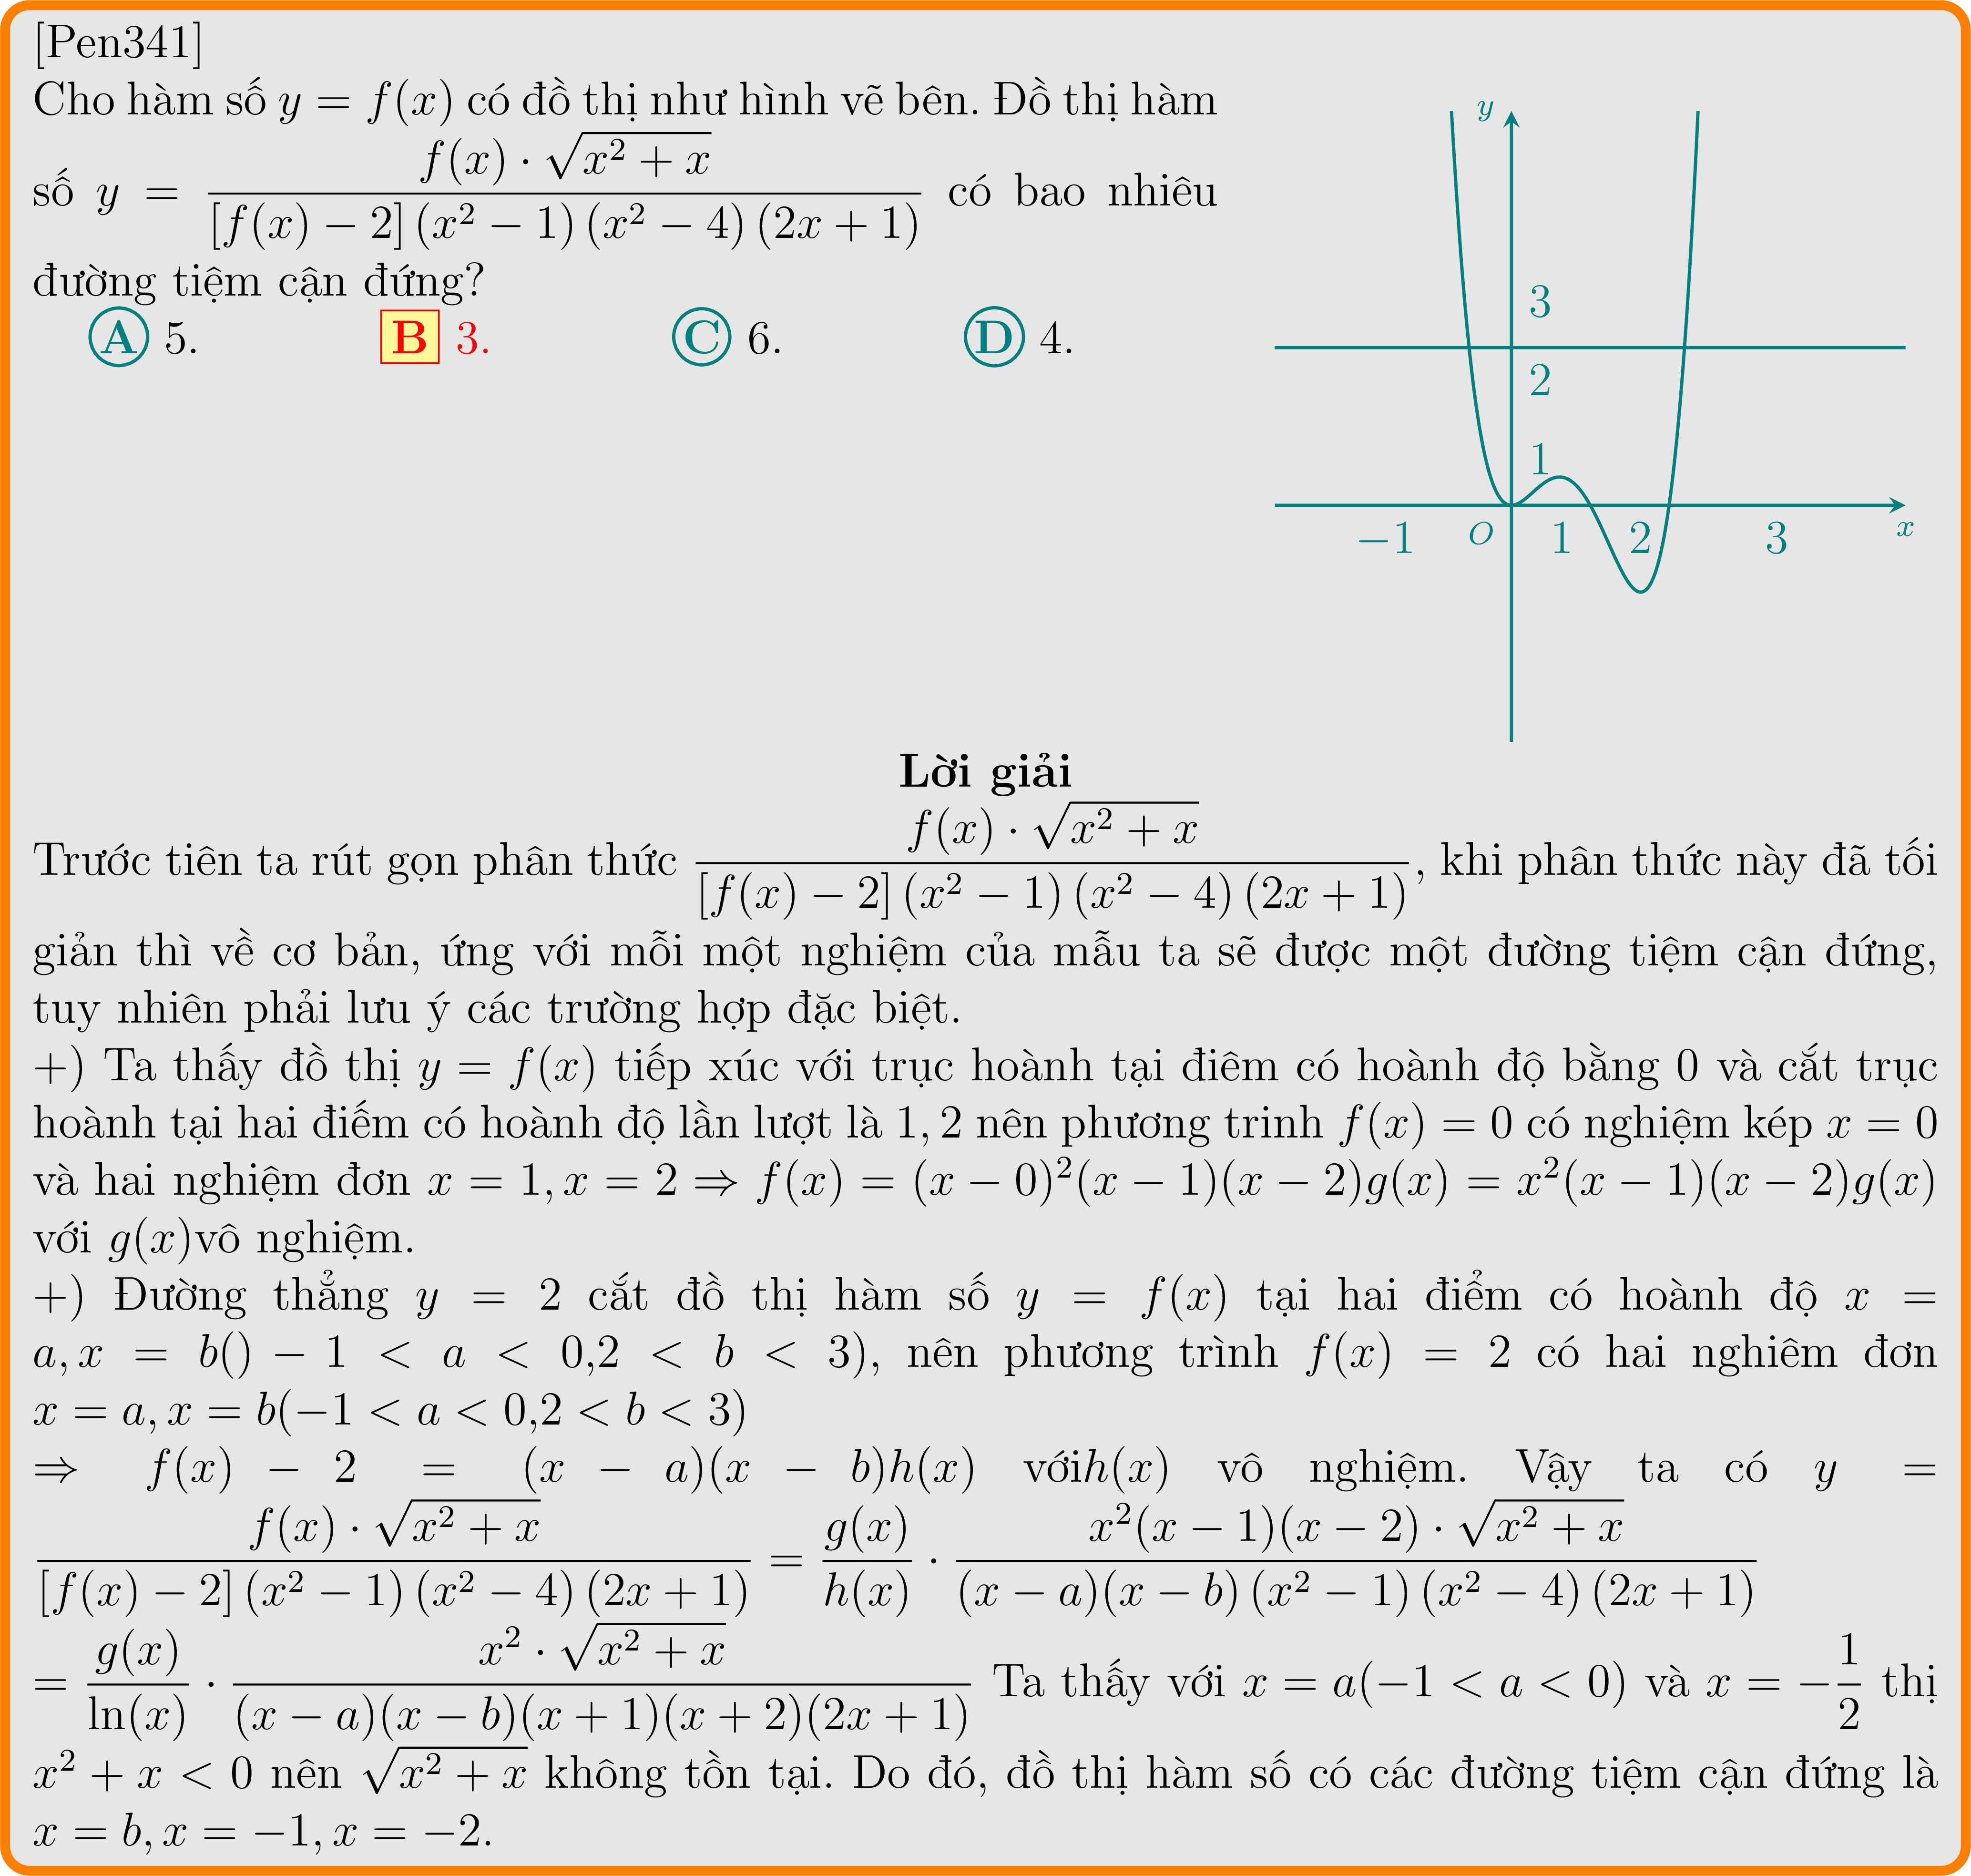 [Pen341]
Cho hàm số $y = f(x)$ có đồ thị như hình vẽ bên. Đồ thị hàm
số $y = \dfrac{f(x) \cdot \sqrt{x^2 + x}}{[f(x) - 2] (x^2 - 1) (x^2 - 4) (2x + 1)}$ có bao nhiêu
đường tiệm cận đứng?
A 5. B 3. C 6. D 4.
y
3
2
1
−1 O 1 2 3 x
Lời giải
Trước tiên ta rút gọn phân thức $\dfrac{f(x) \cdot \sqrt{x^2 + x}}{[f(x) - 2] (x^2 - 1) (x^2 - 4) (2x + 1)}$, khi phân thức này đã tối
giản thì về cơ bản, ứng với mỗi một nghiệm của mẫu ta sẽ được một đường tiệm cận đứng,
tuy nhiên phải lưu ý các trường hợp đặc biệt.
+) Ta thấy đồ thị $y = f(x)$ tiếp xúc với trục hoành tại điêm có hoành độ bằng 0 và cắt trục
hoành tại hai điếm có hoành độ lần lượt là 1, 2 nên phương trinh $f(x) = 0$ có nghiệm kép $x = 0$
và hai nghiệm đơn $x = 1, x = 2 \Rightarrow f(x) = (x - 0)^2(x - 1)(x - 2)g(x) = x^2(x - 1)(x - 2)g(x)$
với $g(x)$vô nghiệm.
+) Đường thẳng $y = 2$ cắt đồ thị hàm số $y = f(x)$ tại hai điểm có hoành độ $x =$
$a, x = b() - 1 < a < 0{,}2 < b < 3)$, nên phương trình $f(x) = 2$ có hai nghiêm đơn
$x = a, x = b(-1 < a < 0{,}2 < b < 3)$
$\Rightarrow f(x) - 2 = (x - a)(x - b)h(x)$ với$h(x)$ vô nghiệm. Vậy ta có $y =$
$\dfrac{f(x) \cdot \sqrt{x^2 + x}}{[f(x) - 2] (x^2 - 1) (x^2 - 4) (2x + 1)} = \dfrac{g(x)}{h(x)} \cdot \dfrac{x^2(x - 1)(x - 2) \cdot \sqrt{x^2 + x}}{(x - a)(x - b) (x^2 - 1) (x^2 - 4) (2x + 1)}$
$= \dfrac{g(x)}{\ln(x)} \cdot \dfrac{x^2 \cdot \sqrt{x^2 + x}}{(x - a)(x - b)(x + 1)(x + 2)(2x + 1)}$ Ta thấy với $x = a(-1 < a < 0)$ và $x = -\dfrac{1}{2}$ thị
$x^2 + x < 0$ nên $\sqrt{x^2 + x}$ không tồn tại. Do đó, đồ thị hàm số có các đường tiệm cận đứng là
$x = b, x = -1, x = -2$.